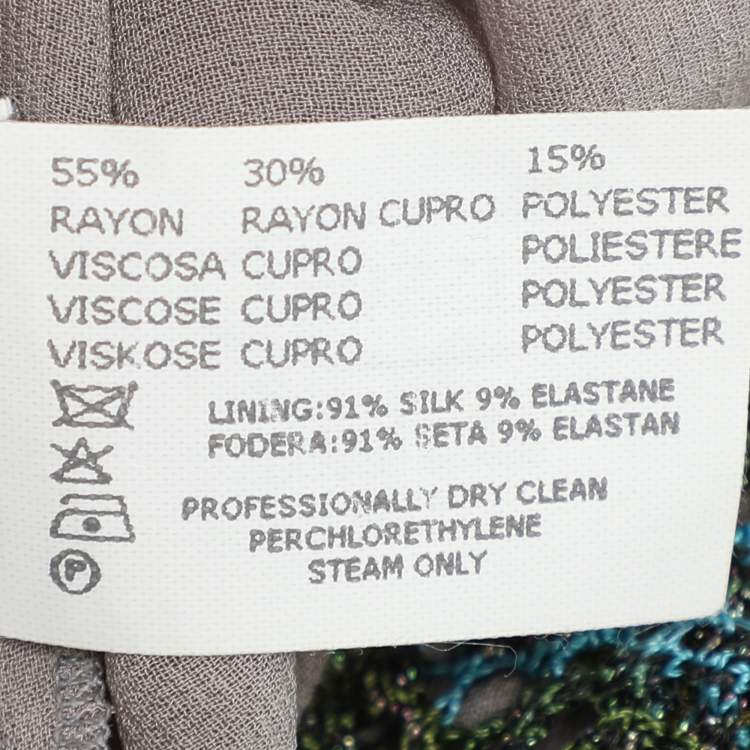 55% 30% 15%
RAYON RAYON CUPRO POLYESTER
VISCOSA CUPRO POLIESTERE
VISCOSE CUPRO POLYESTER
VISKOSE CUPRO POLYESTER
LINING:91% SILK 9% ELASTANE
FODERA:91% SETA 9% ELASTAN
PROFESSIONALLY DRY CLEAN
PERCHLORETHYLENE
STEAM ONLY
P